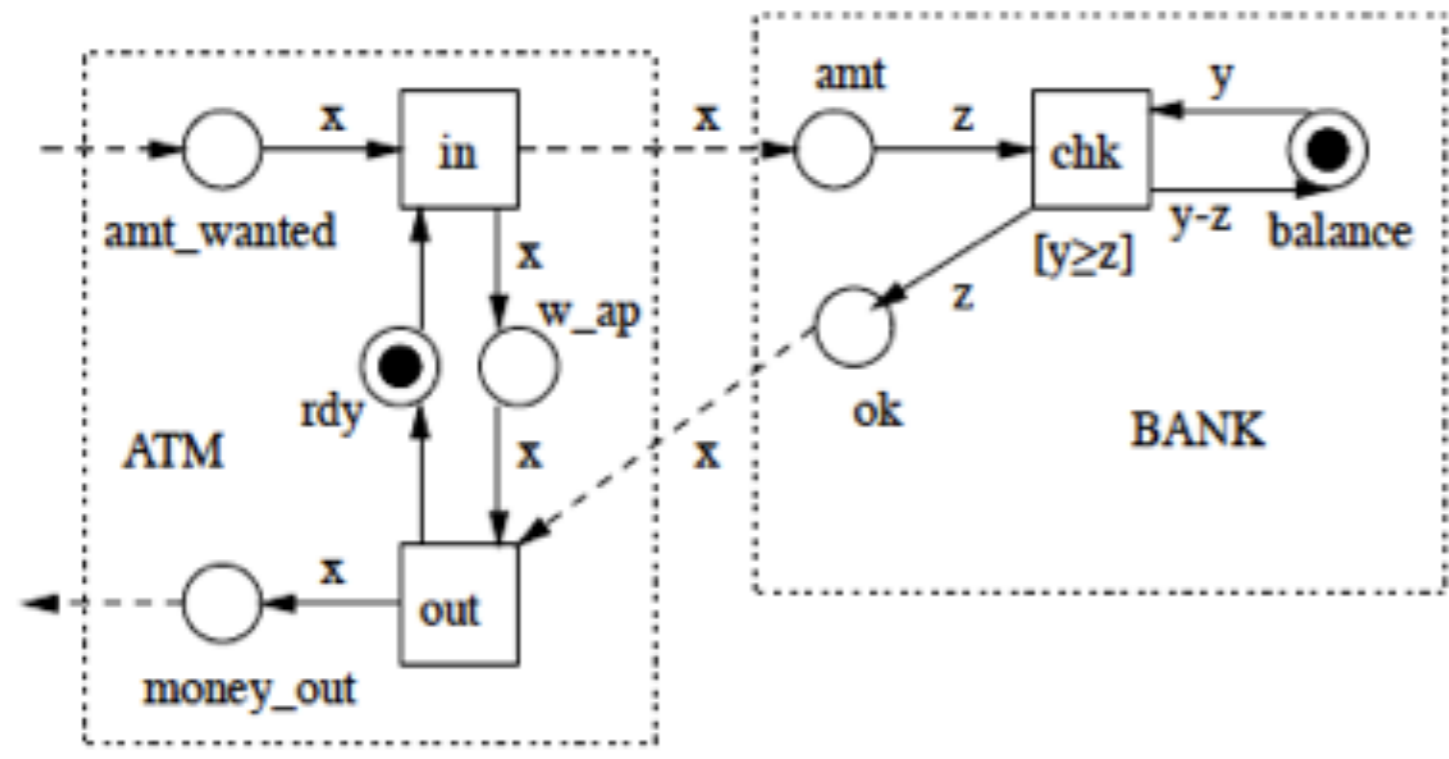 amt
y
x
x
z
in
chk
amt_wanted
y-z
balance
x
[y≥z]
z
w_ap
rdy
ok
BANK
ATM
x
x
x
out
money_out